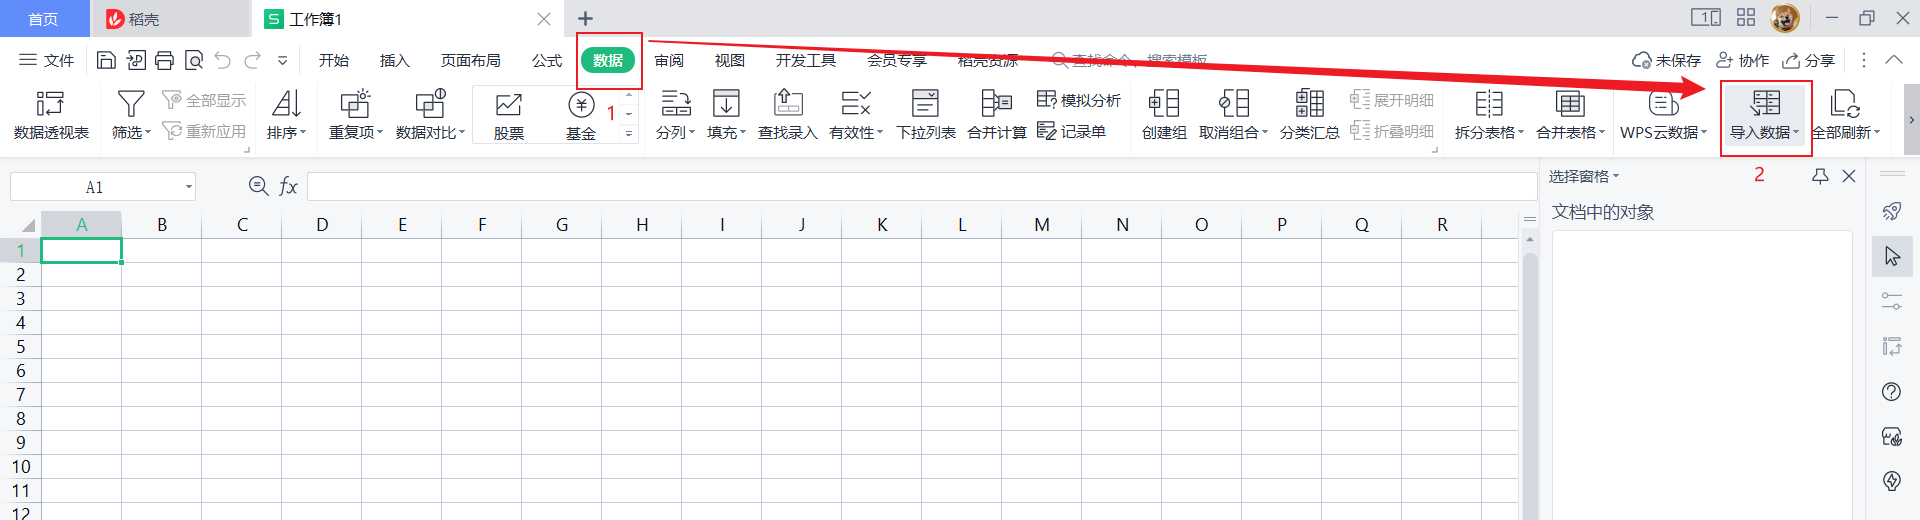 首页 稻壳 S 工作簿1
文件 开始 插入 页面布局 公式 数据 审阅 视图 开发工具 会员专享 稻壳资源 查找命令、搜索模板 未保存 协作 分享
数据透视表 筛选 全部显示 重新应用 排序 重复项 数据对比 股票 基金 1 分列 填充 查找录入 有效性 下拉列表 合并计算 模拟分析 记录单 创建组 取消组合 分类汇总 展开明细 折叠明细 拆分表格 合并表格 WPS云数据 导入数据 全部刷新
A1 fx 选择窗格 2
文档中的对象
A B C D E F G H I J K L M N O P Q R
1
2
3
4
5
6
7
8
9
10
11
12